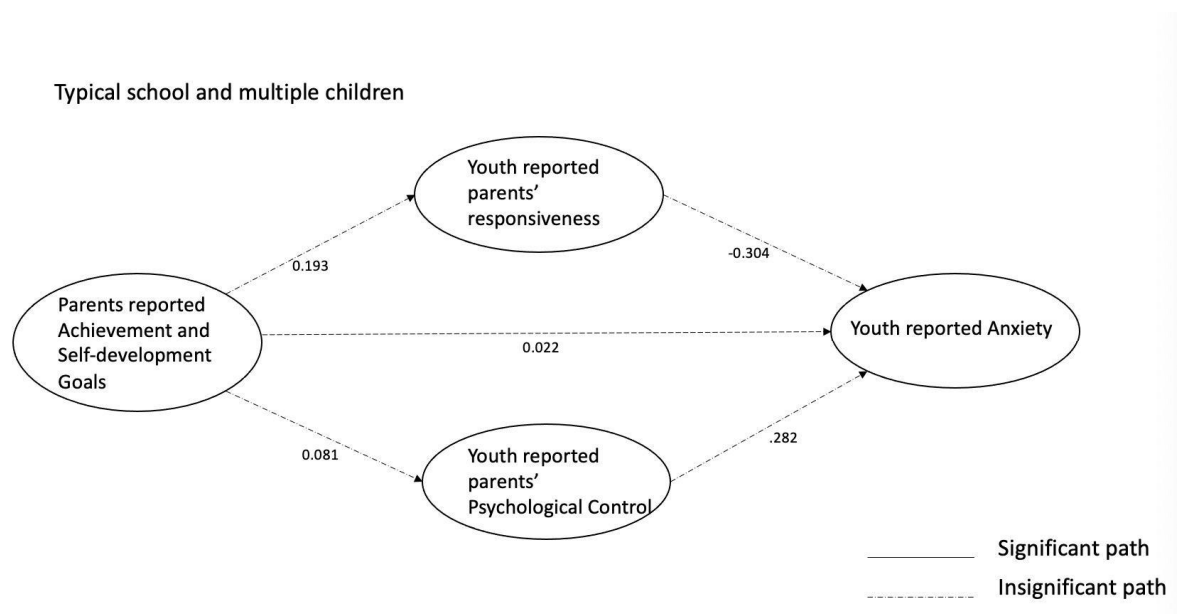 Typical school and multiple children
Youth reported
parents’
responsiveness
0.193
-0.304
Parents reported
Achievement and
Self-development
Goals
0.022
Youth reported Anxiety
0.081
Youth reported
parents’
Psychological Control
.282
Significant path
Insignificant path